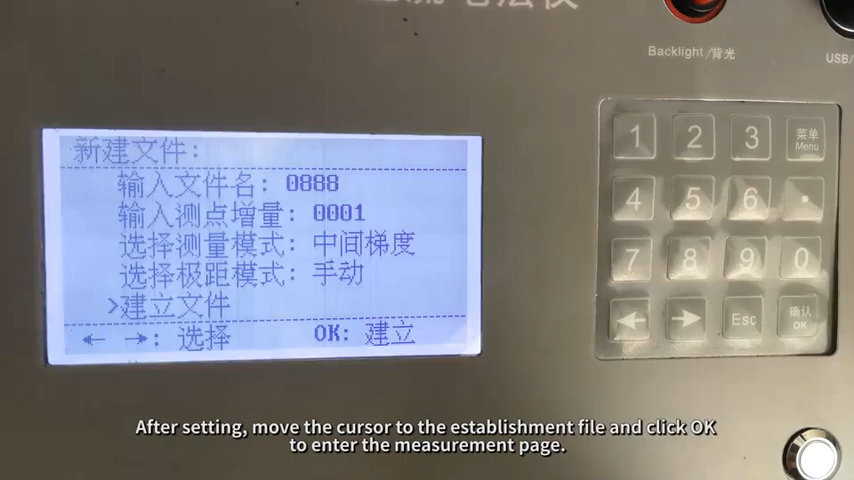 Backlight/背光
USB/
新建文件:
输入文件名: 0888
输入测点增量: 0001
选择测量模式: 中间梯度
选择极距模式: 手动
>建立文件
← →: 选择 OK: 建立
1 2 3 菜单 Menu
4 5 6 .
7 8 9 0
← → Esc 确认 OK
After setting, move the cursor to the establishment file and click OK
to enter the measurement page.